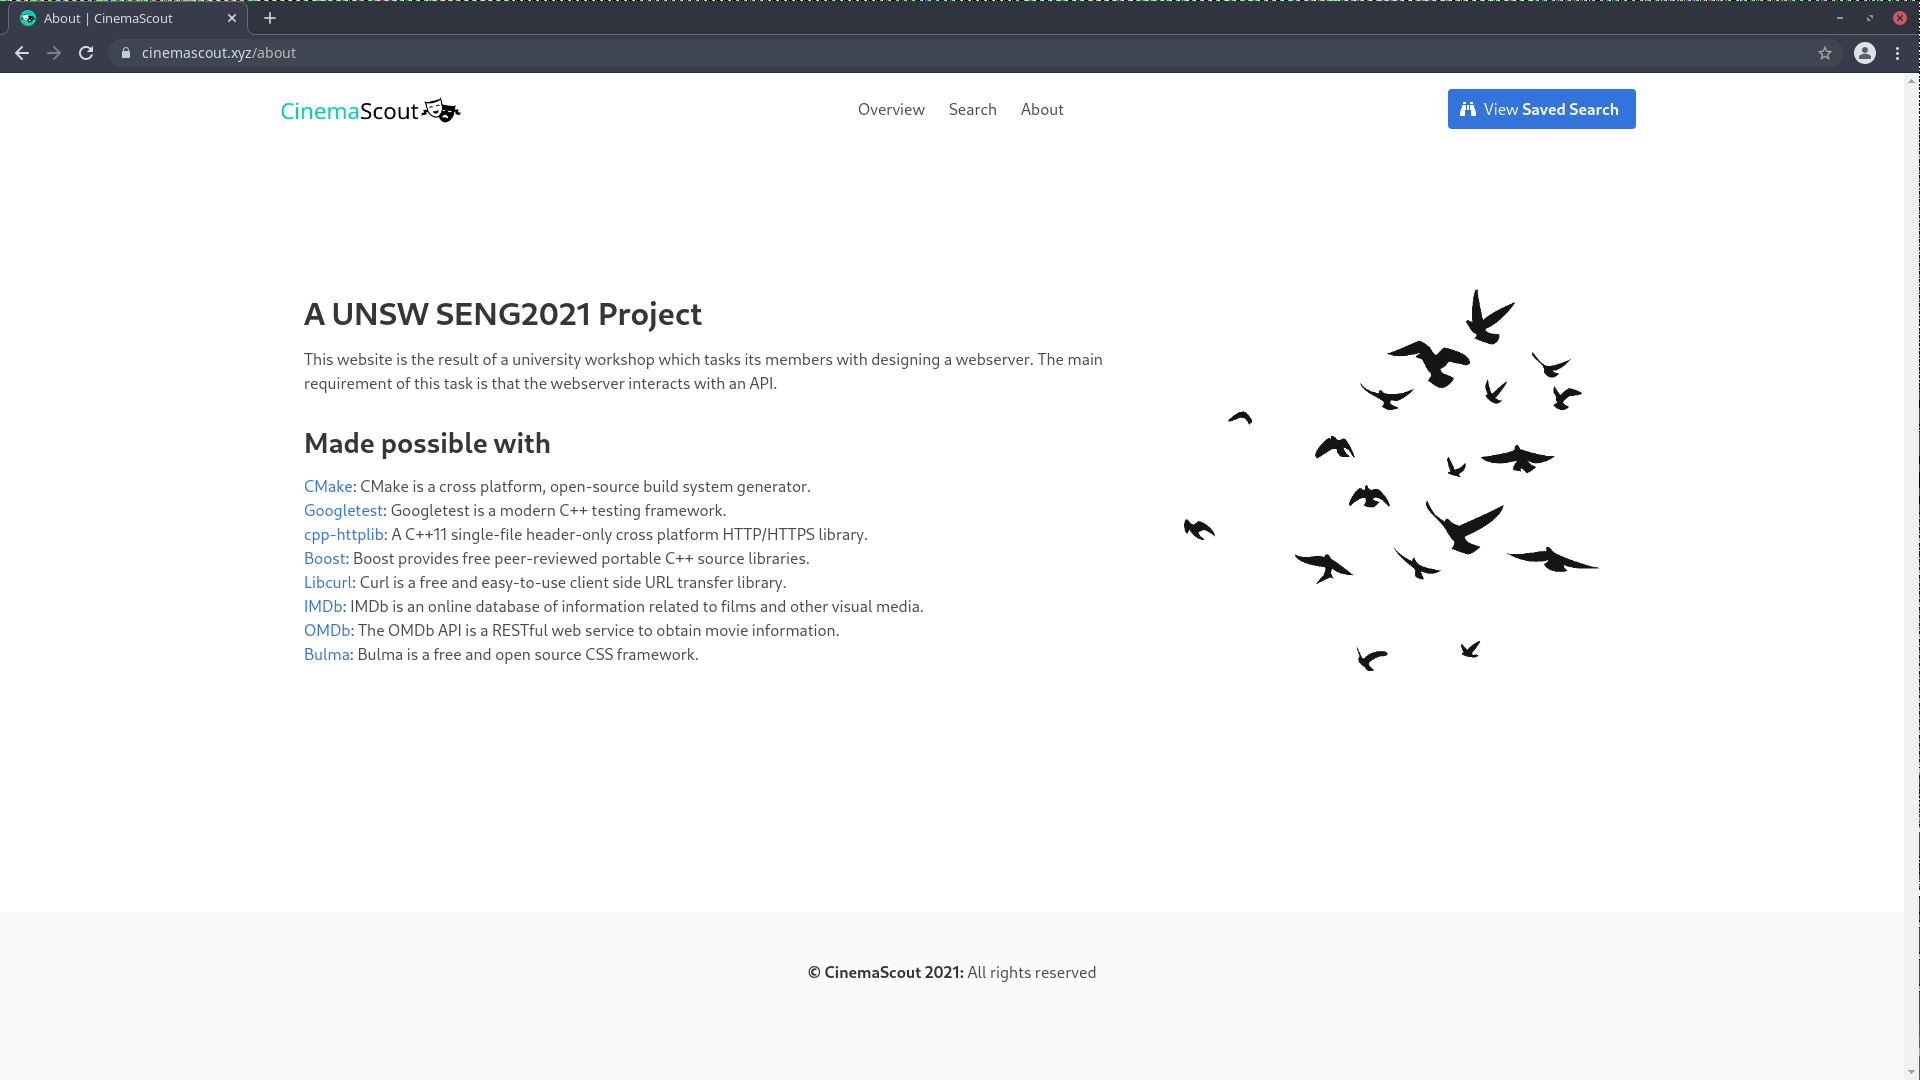 About | CinemaScout
cinemascout.xyz/about
CinemaScout
Overview Search About
View Saved Search
A UNSW SENG2021 Project
This website is the result of a university workshop which tasks its members with designing a webserver. The main
requirement of this task is that the webserver interacts with an API.
Made possible with
CMake: CMake is a cross platform, open-source build system generator.
Googletest: Googletest is a modern C++ testing framework.
cpp-httplib: A C++11 single-file header-only cross platform HTTP/HTTPS library.
Boost: Boost provides free peer-reviewed portable C++ source libraries.
Libcurl: Curl is a free and easy-to-use client side URL transfer library.
IMDb: IMDb is an online database of information related to films and other visual media.
OMDb: The OMDb API is a RESTful web service to obtain movie information.
Bulma: Bulma is a free and open source CSS framework.
© CinemaScout 2021: All rights reserved